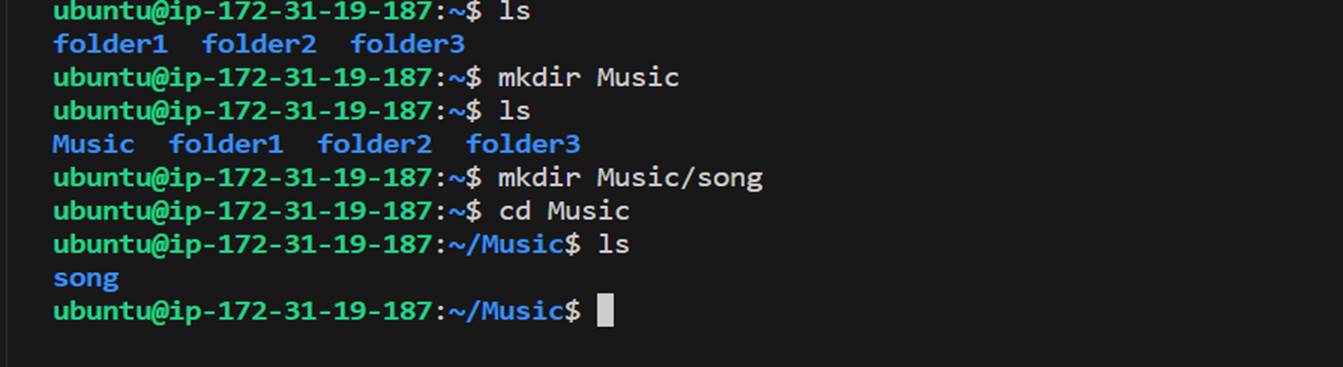 ubuntu@ip-172-31-19-187:~$ ls
folder1  folder2  folder3
ubuntu@ip-172-31-19-187:~$ mkdir Music
ubuntu@ip-172-31-19-187:~$ ls
Music  folder1  folder2  folder3
ubuntu@ip-172-31-19-187:~$ mkdir Music/song
ubuntu@ip-172-31-19-187:~$ cd Music
ubuntu@ip-172-31-19-187:~/Music$ ls
song
ubuntu@ip-172-31-19-187:~/Music$